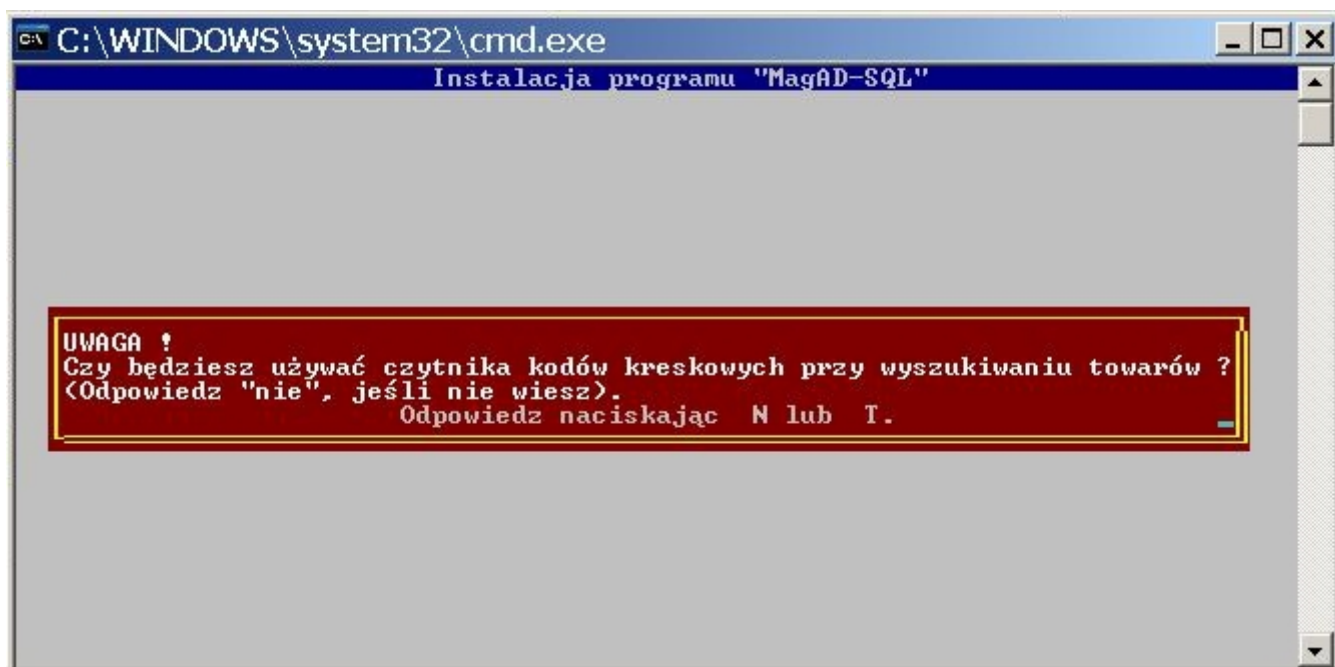 C:\WINDOWS\system32\cmd.exe
Instalacja programu "MagAD-SQL"
UWAGA !
Czy będziesz używać czytnika kodów kreskowych przy wyszukiwaniu towarów ?
(Odpowiedz "nie", jeśli nie wiesz).
Odpowiedz naciskając N lub T.